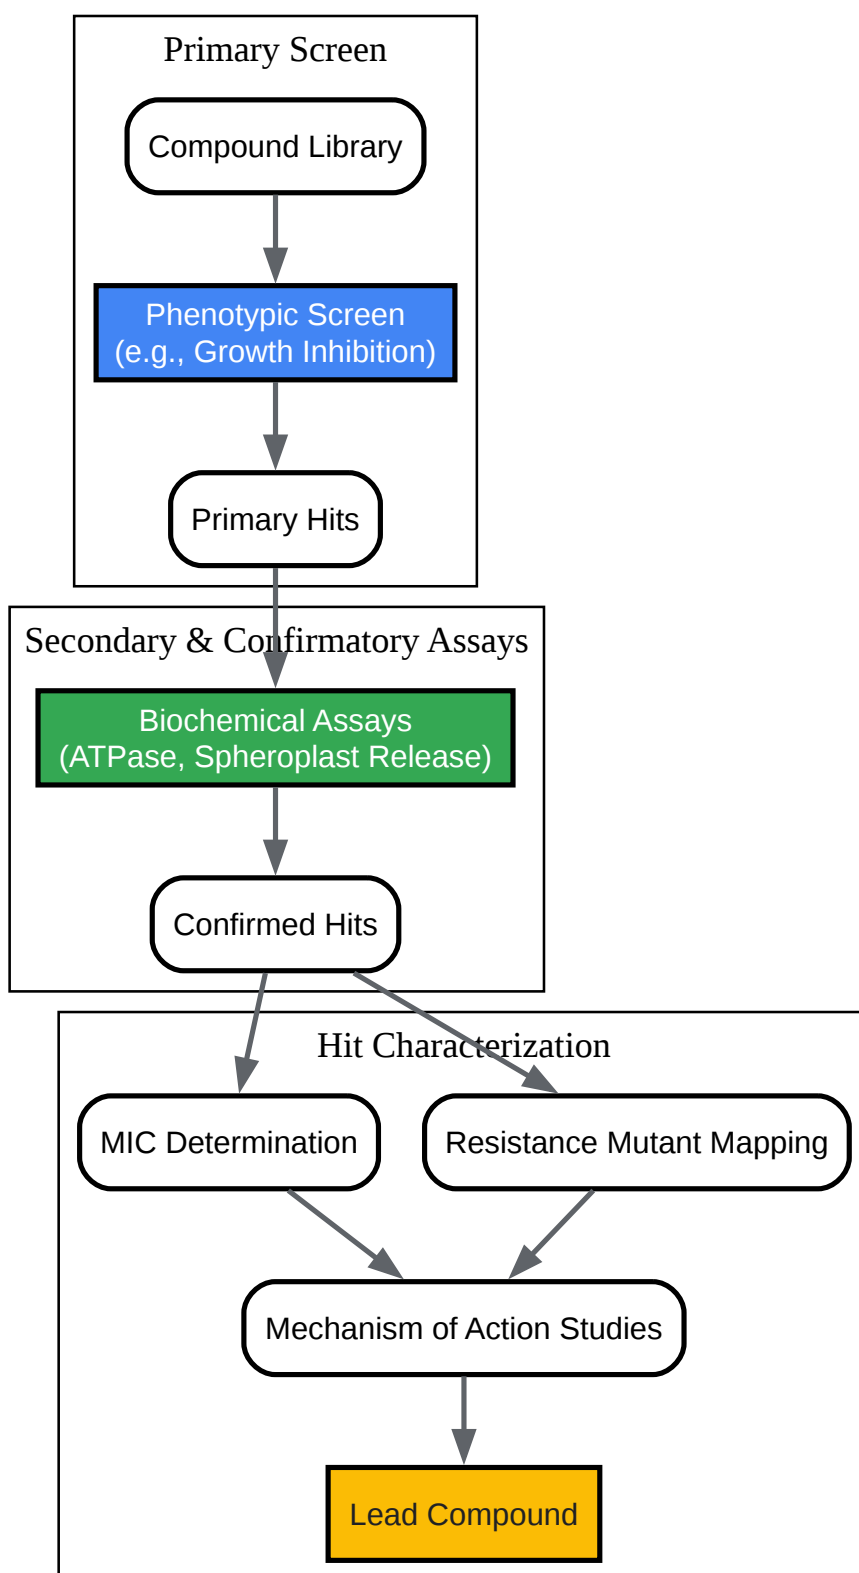 Primary Screen
Compound Library
Phenotypic Screen
(e.g., Growth Inhibition)
Primary Hits
Secondary & Confirmatory Assays
Biochemical Assays
(ATPase, Spheroplast Release)
Confirmed Hits
Hit Characterization
MIC Determination
Resistance Mutant Mapping
Mechanism of Action Studies
Lead Compound